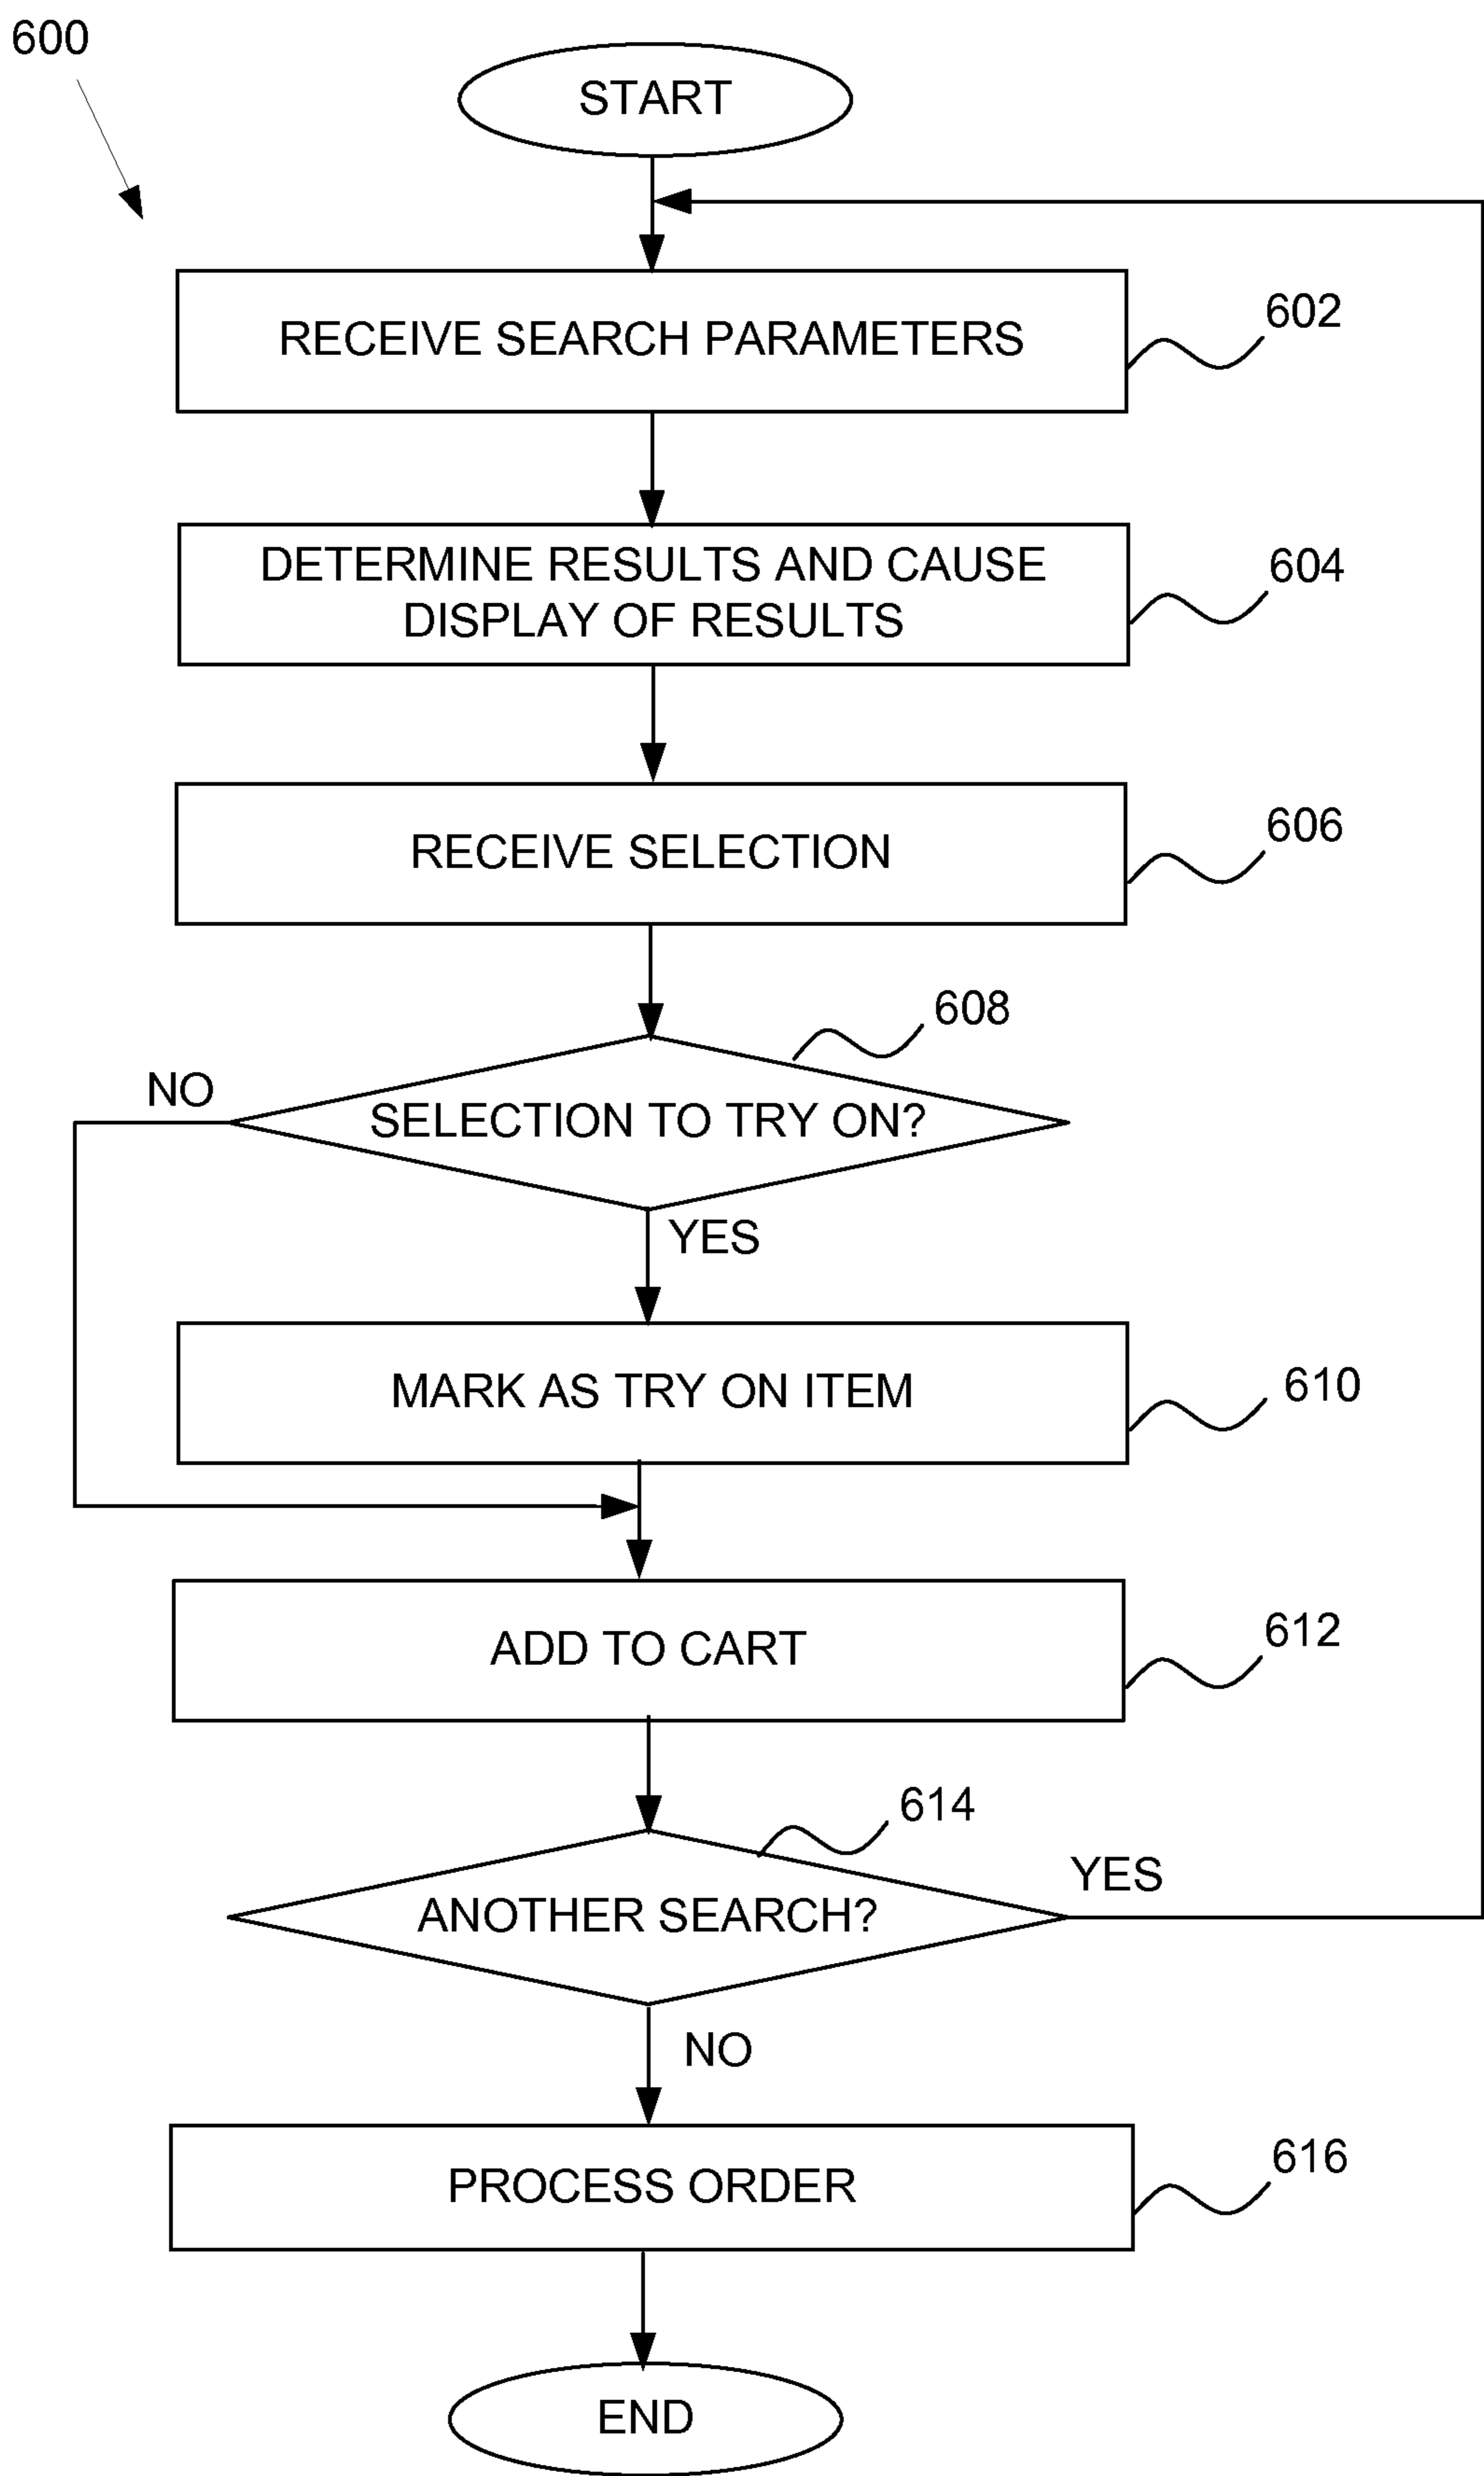 600
START
RECEIVE SEARCH PARAMETERS
602
DETERMINE RESULTS AND CAUSE
DISPLAY OF RESULTS
604
RECEIVE SELECTION
606
608
NO
SELECTION TO TRY ON?
YES
MARK AS TRY ON ITEM
610
ADD TO CART
612
614
YES
ANOTHER SEARCH?
NO
PROCESS ORDER
616
END